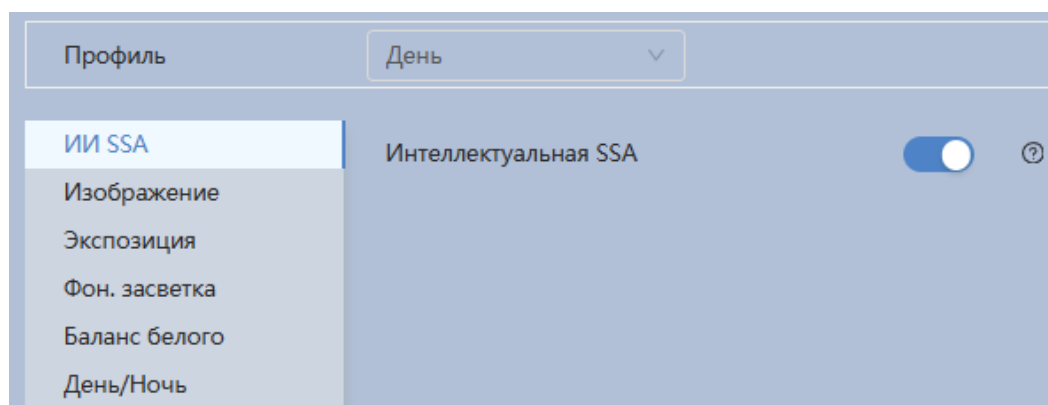 Профиль
День
ИИ SSA
Интеллектуальная SSA
Изображение
Экспозиция
Фон. засветка
Баланс белого
День/Ночь